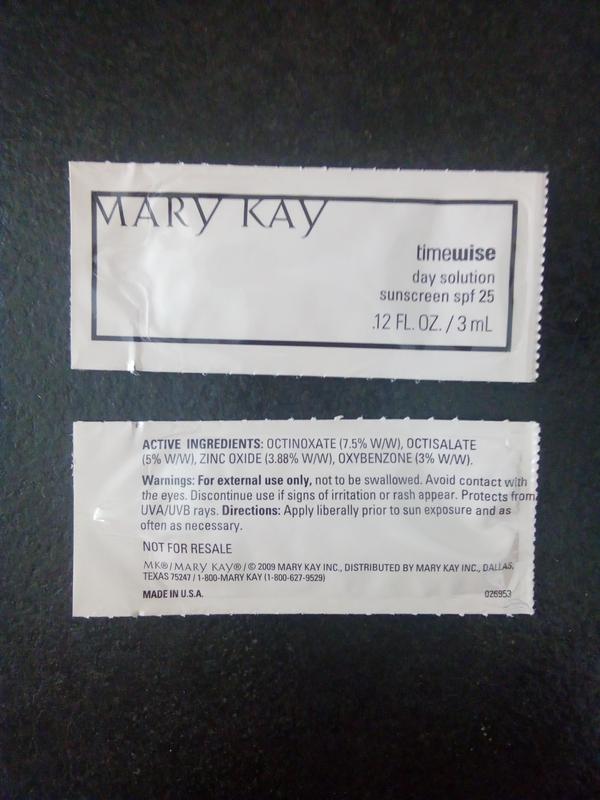 MARY KAY
timewise
day solution
sunscreen spf 25
.12 FL. OZ. / 3 mL
ACTIVE INGREDIENTS: OCTINOXATE (7.5% W/W), OCTISALATE
(5% W/W), ZINC OXIDE (3.88% W/W), OXYBENZONE (3% W/W).
Warnings: For external use only, not to be swallowed. Avoid contact with
the eyes. Discontinue use if signs of irritation or rash appear. Protects from
UVA/UVB rays. Directions: Apply liberally prior to sun exposure and as
often as necessary.
NOT FOR RESALE
MK®/MARY KAY®/ © 2009 MARY KAY INC., DISTRIBUTED BY MARY KAY INC., DALLAS,
TEXAS 75247 / 1-800-MARY KAY (1-800-627-9529)
MADE IN U.S.A.
026953